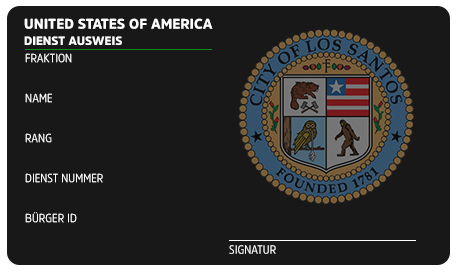 UNITED STATES OF AMERICA
DIENST AUSWEIS
FRAKTION
NAME
RANG
DIENST NUMMER
BÜRGER ID
CITY OF LOS SANTOS
FOUNDED 1781
SIGNATUR